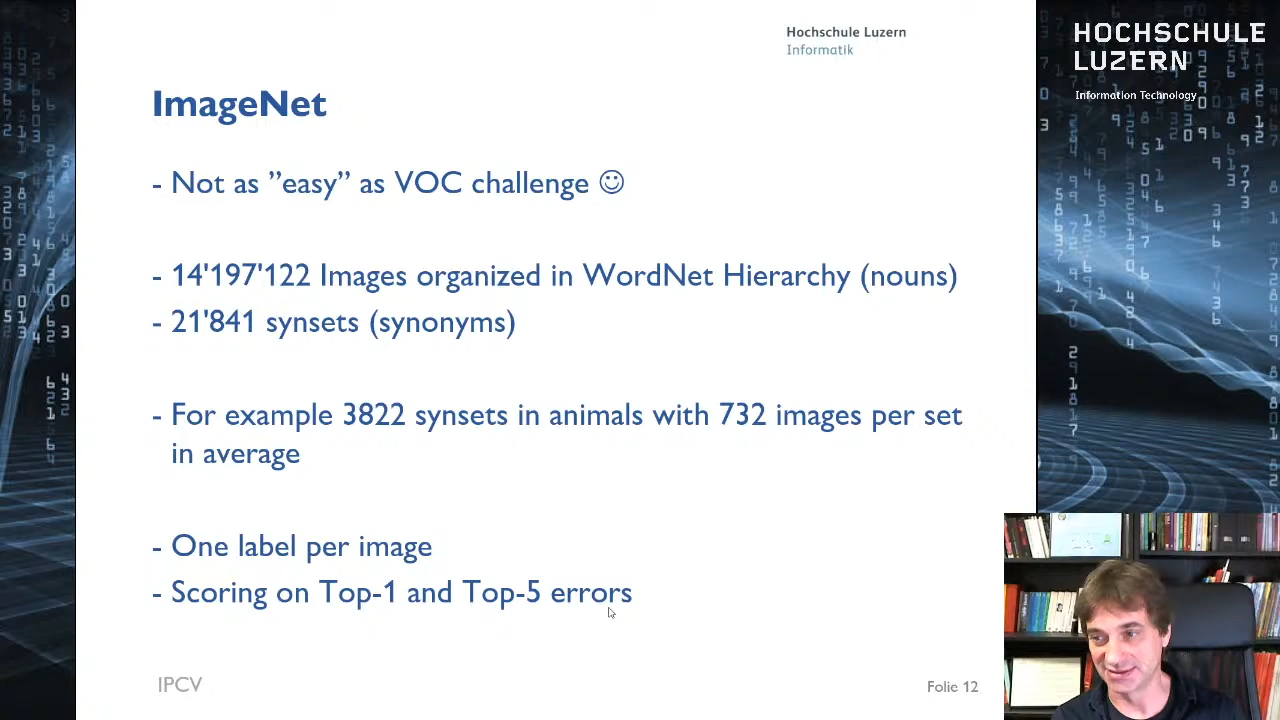 Hochschule Luzern
Informatik
HOCHSCHULE
LUZERN
Information Technology
ImageNet
- Not as ”easy” as VOC challenge ☺
- 14'197'122 Images organized in WordNet Hierarchy (nouns)
- 21'841 synsets (synonyms)
- For example 3822 synsets in animals with 732 images per set
in average
- One label per image
- Scoring on Top-1 and Top-5 errors
IPCV
Folie 12